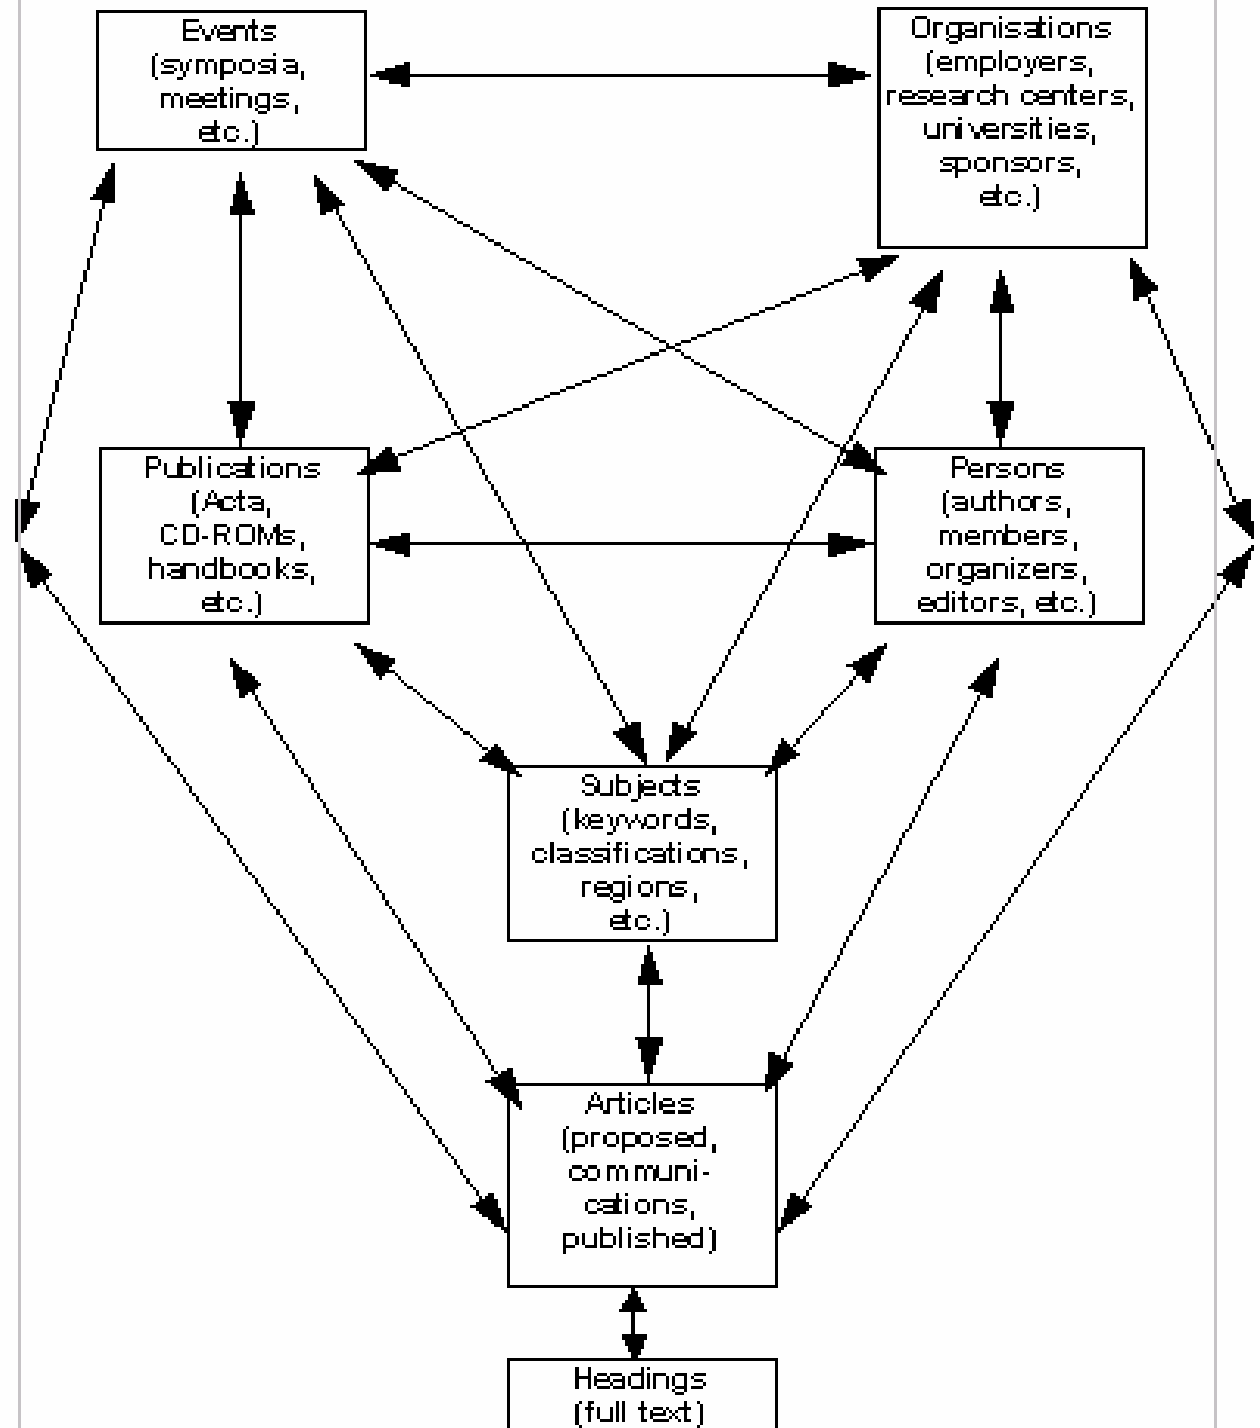 Events
(symposia,
meetings,
etc.)
Organisations
(employers,
research centers,
universities,
sponsors,
etc.)
Publications
(Acta,
CD-ROMs,
handbooks,
etc.)
Persons
(authors,
members,
organizers,
editors, etc.)
Subjects
(keywords,
classifications,
regions,
etc.)
Articles
(proposed,
communi-
cations,
published)
Headings
(full text)